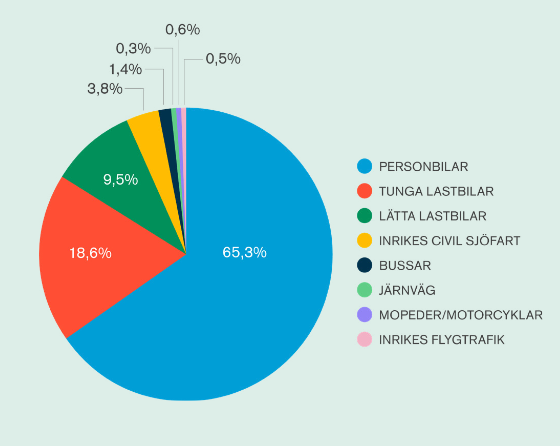 0,6%
0,3%
0,5%
1,4%
3,8%
9,5%
18,6%
65,3%
PERSONBILAR
TUNGA LASTBILAR
LÄTTA LASTBILAR
INRIKES CIVIL SJÖFART
BUSSAR
JÄRNVÄG
MOPEDER/MOTORCYKLAR
INRIKES FLYGTRAFIK